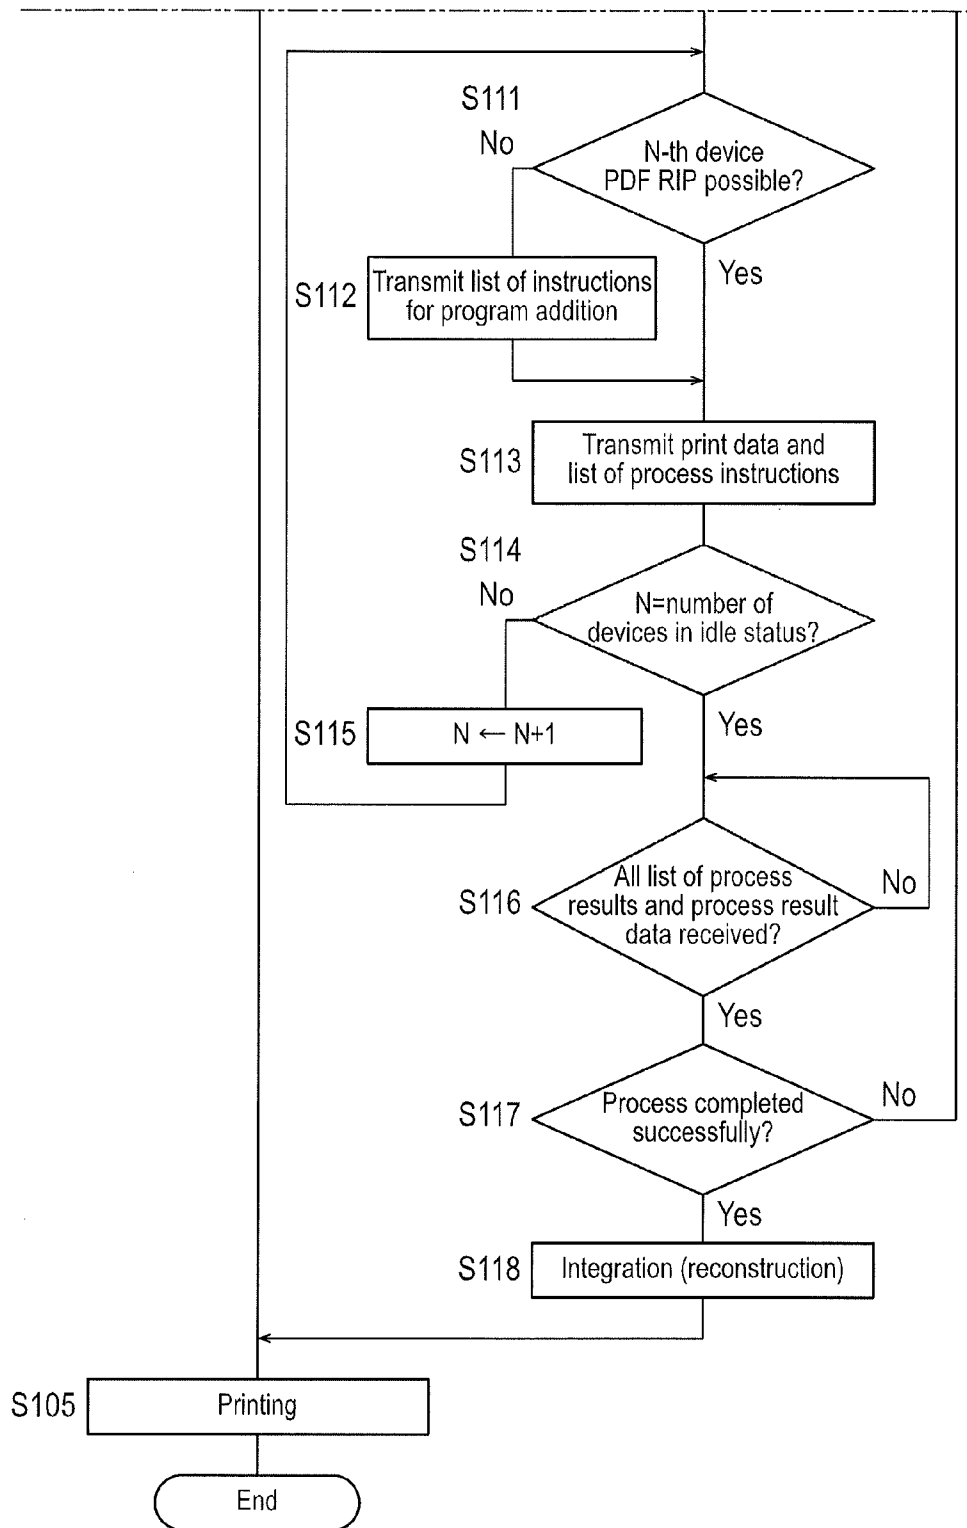 S111
No
N-th device
PDF RIP possible?
Yes
S112
Transmit list of instructions
for program addition
S113
Transmit print data and
list of process instructions
S114
No
N=number of
devices in idle status?
Yes
S115
N ← N+1
S116
All list of process
results and process result
data received?
No
Yes
S117
Process completed
successfully?
No
Yes
S118
Integration (reconstruction)
S105
Printing
End